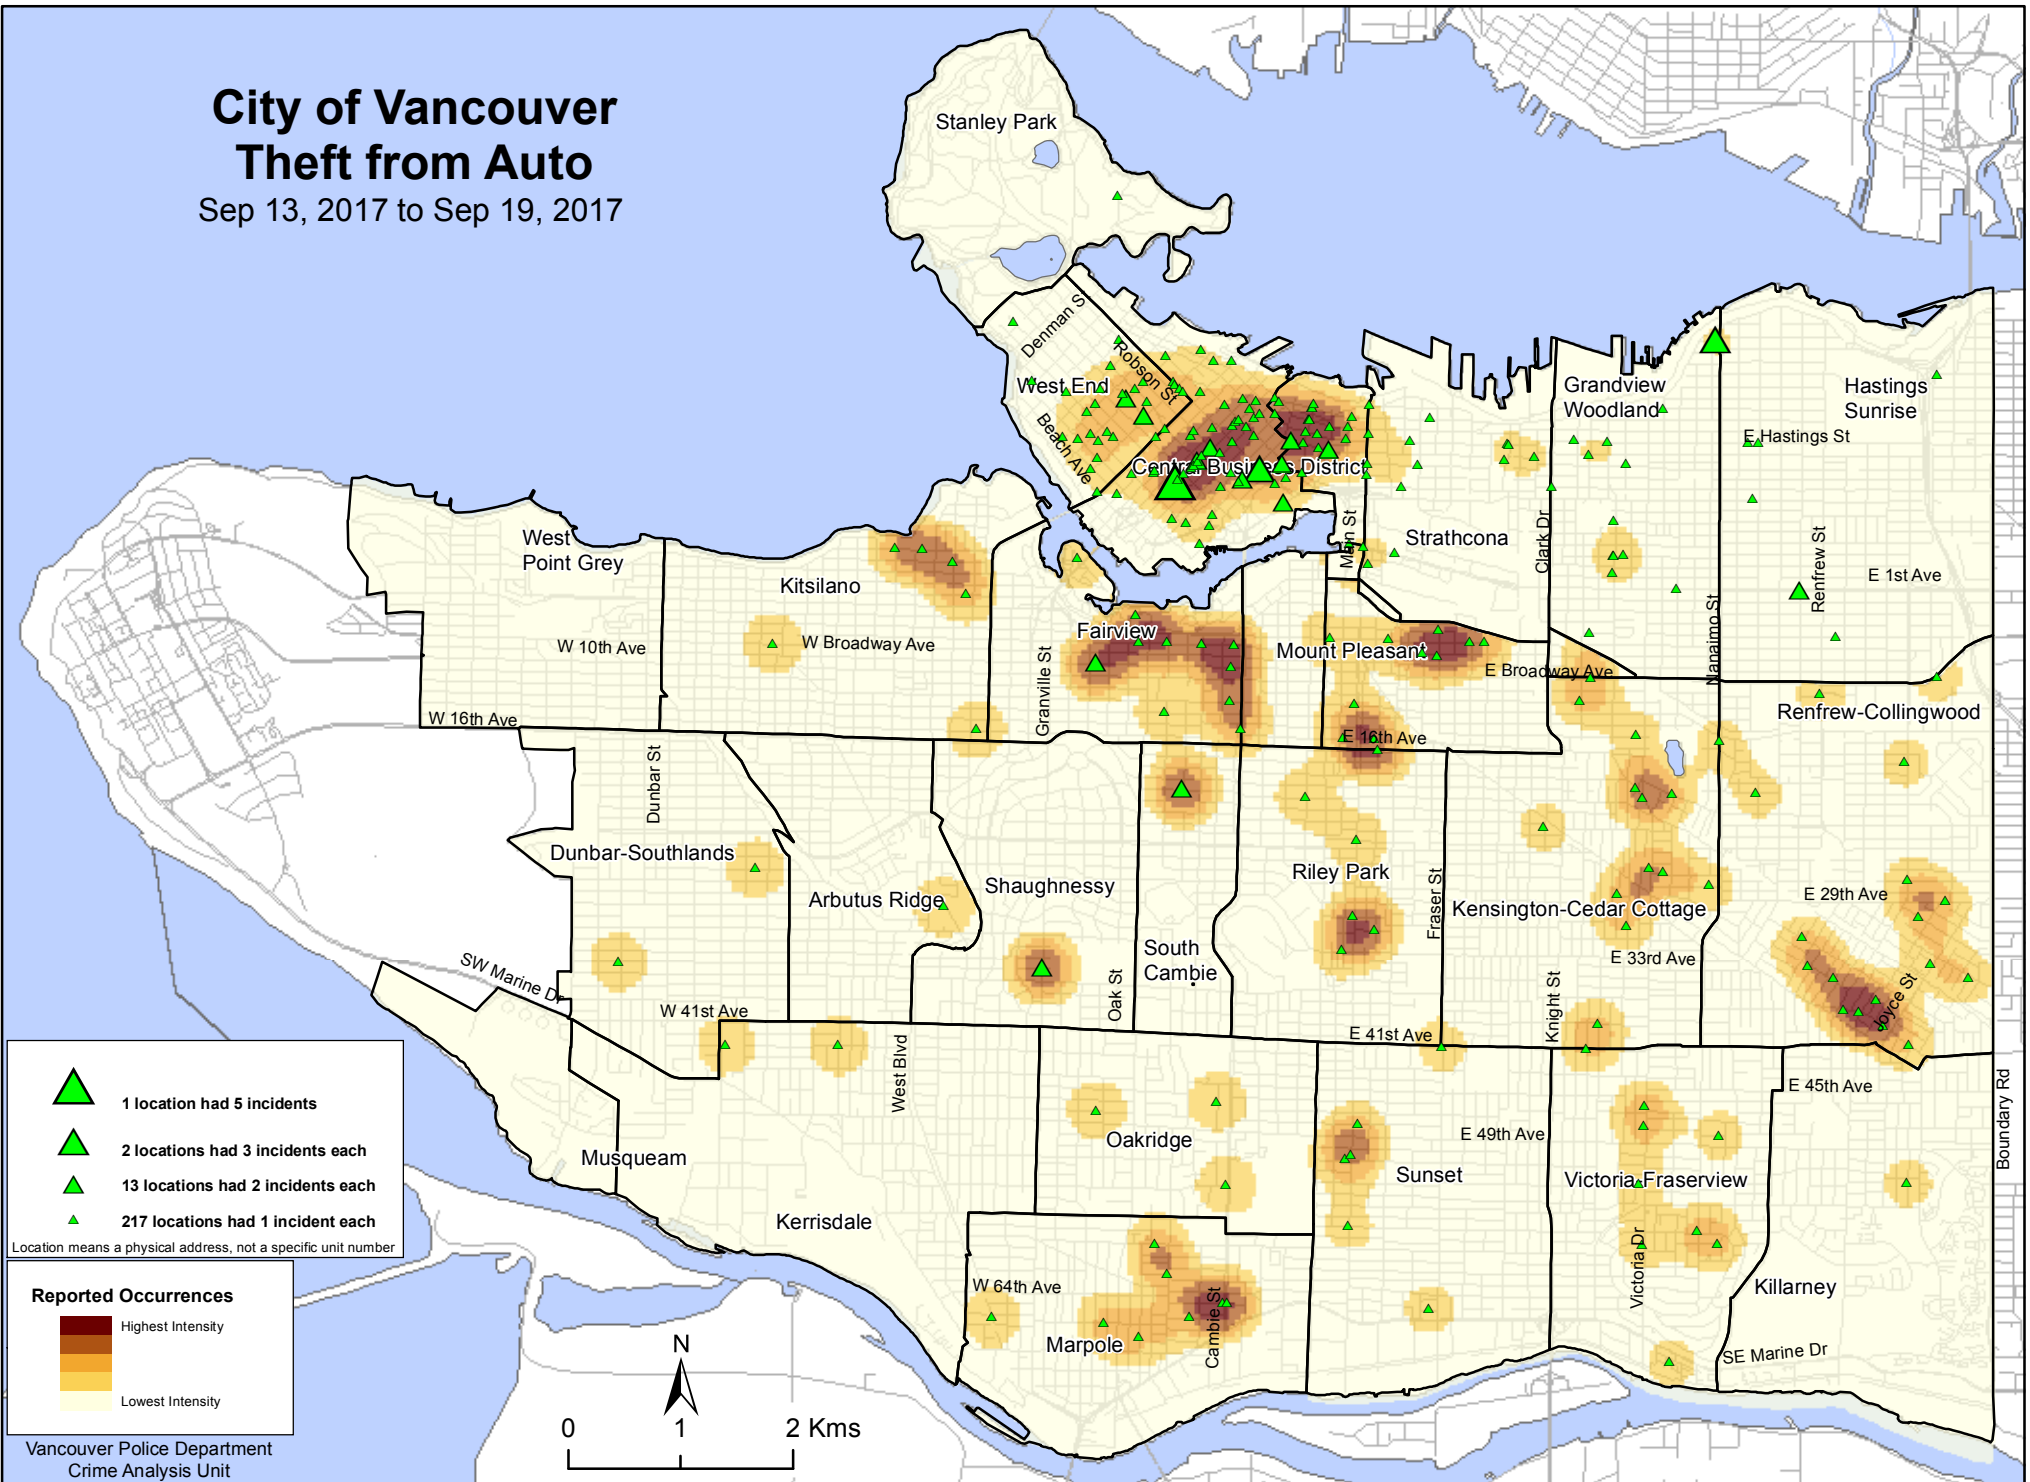 City of Vancouver
Theft from Auto
Sep 13, 2017 to Sep 19, 2017
Stanley Park
Denman S
Robson St
West End
Beach Ave
Central Business District
Grandview
Woodland
Hastings
Sunrise
E Hastings St
West
Point Grey
Kitsilano
Main St
Strathcona
Clark Dr
Renfrew St
E 1st Ave
Nanaimo St
W 10th Ave
W Broadway Ave
Fairview
Granville St
Mount Pleasant
E Broadway Ave
W 16th Ave
E 16th Ave
Renfrew-Collingwood
Dunbar St
Dunbar-Southlands
Arbutus Ridge
Shaughnessy
Riley Park
Fraser St
Kensington-Cedar Cottage
E 29th Ave
South
Cambie
Oak St
E 33rd Ave
Knight St
Joyce St
SW Marine Dr
W 41st Ave
E 41st Ave
West Blvd
E 45th Ave
Boundary Rd
Oakridge
E 49th Ave
Musqueam
Sunset
Victoria-Fraserview
Kerrisdale
Victoria Dr
W 64th Ave
Cambie St
Killarney
Marpole
SE Marine Dr
1 location had 5 incidents
2 locations had 3 incidents each
13 locations had 2 incidents each
217 locations had 1 incident each
Location means a physical address, not a specific unit number
Reported Occurrences
Highest Intensity
Lowest Intensity
Vancouver Police Department
Crime Analysis Unit
N
0 1 2 Kms